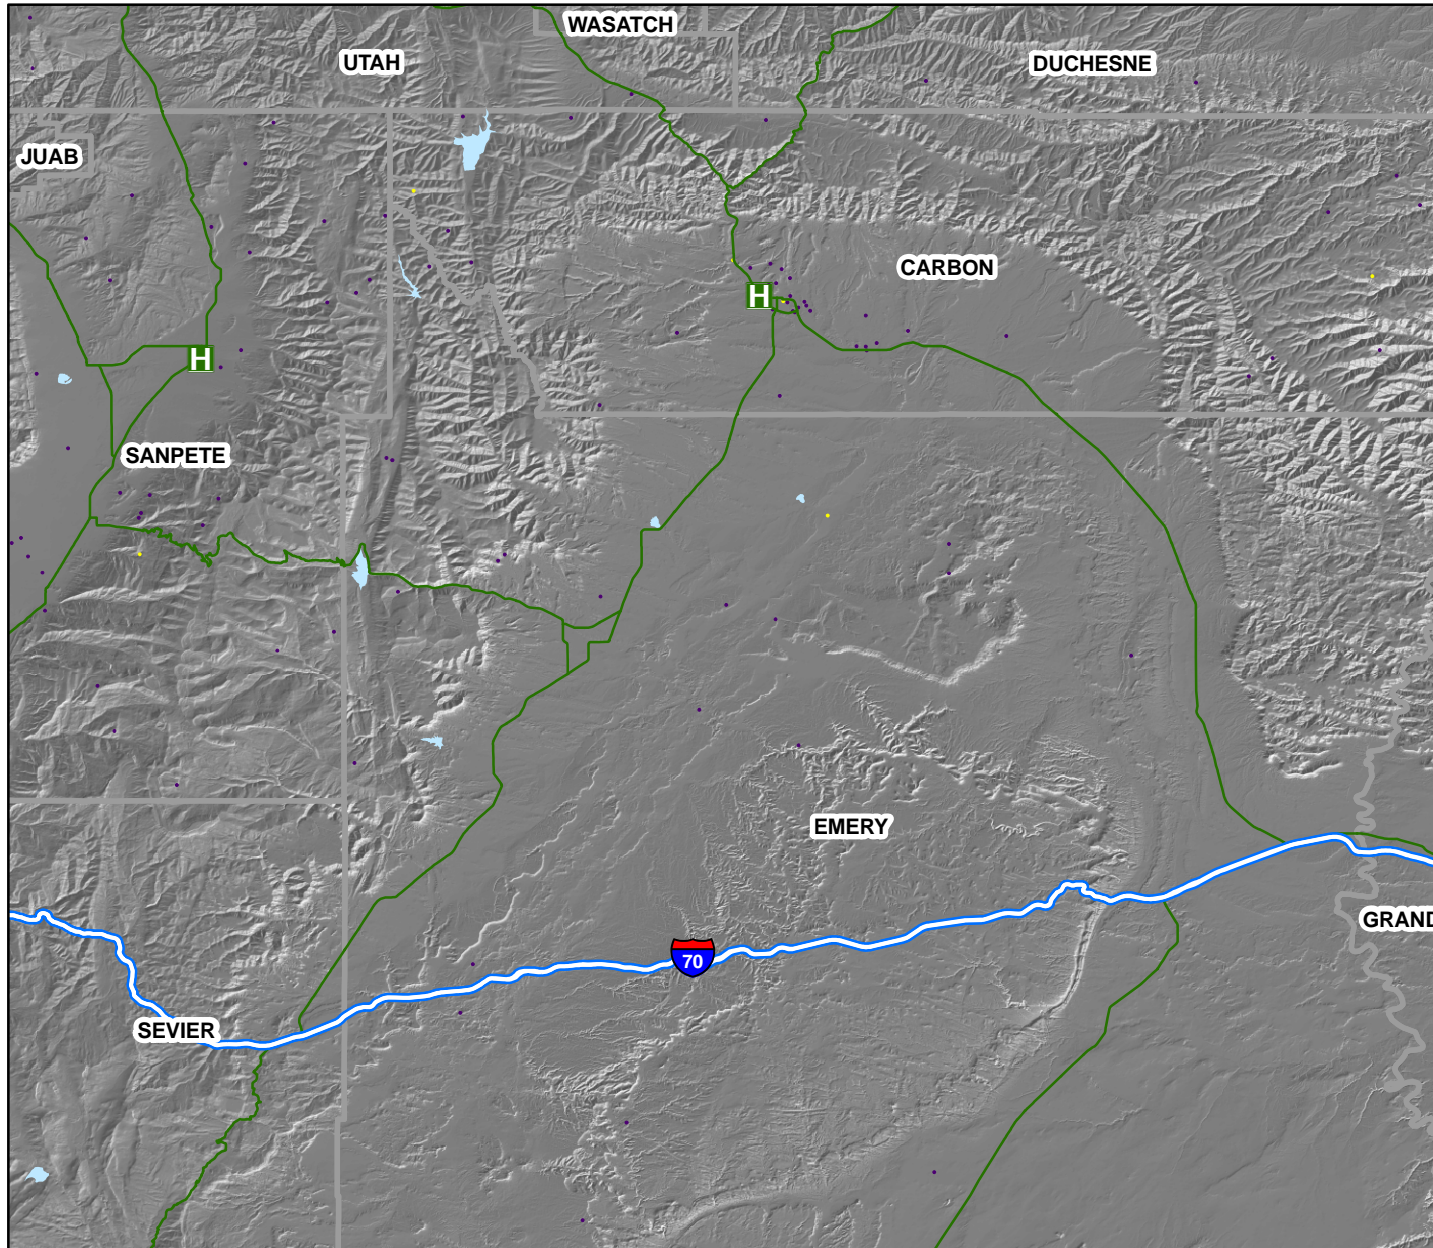 WASATCH
UTAH
DUCHESNE
JUAB
CARBON
H
H
SANPETE
EMERY
GRAND
70
SEVIER